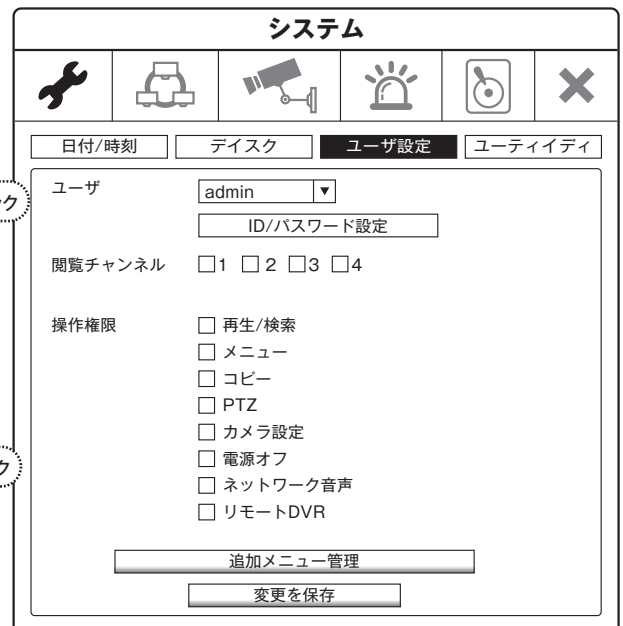 システム
日付/時刻 デイスク ユーザ設定 ユーティイディ
ユーザ admin ▼
ID/パスワード設定
閲覧チャンネル 1 2 3 4
操作権限 再生/検索
メニュー
コピー
PTZ
カメラ設定
電源オフ
ネットワーク音声
リモートDVR
追加メニュー管理
変更を保存
ク